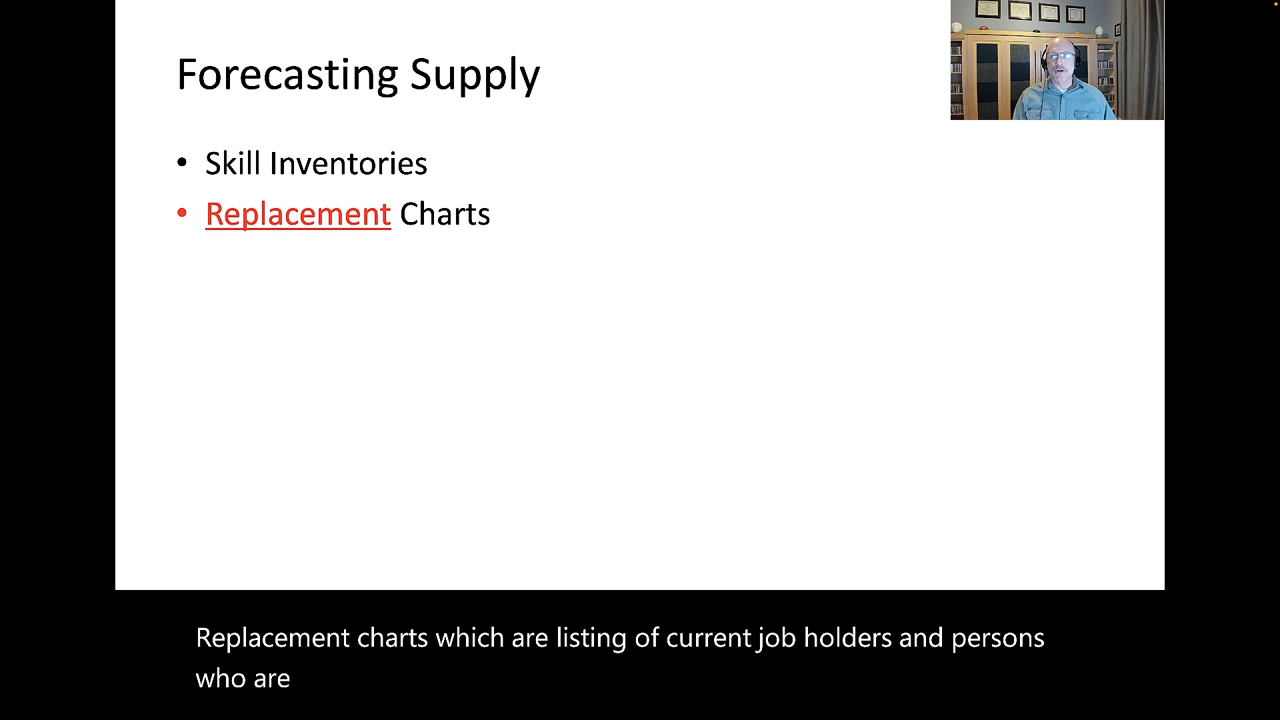 Forecasting Supply
• Skill Inventories
• Replacement Charts
Replacement charts which are listing of current job holders and persons
who are